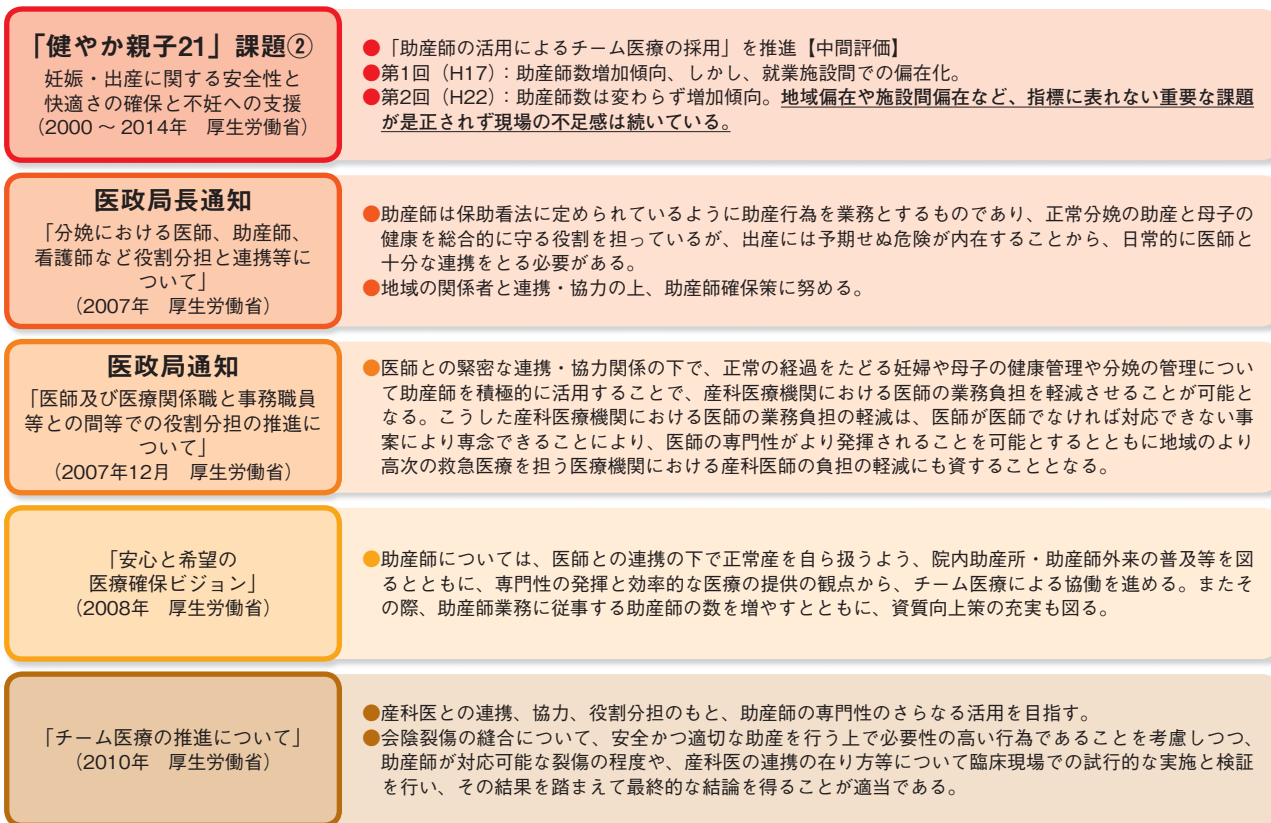 「健やか親子21」課題②
妊娠・出産に関する安全性と
快適さの確保と不妊への支援
(2000 ～ 2014年　厚生労働省)
●「助産師の活用によるチーム医療の採用」を推進【中間評価】
●第1回（H17）：助産師数増加傾向、しかし、就業施設間での偏在化。
●第2回（H22）：助産師数は変わらず増加傾向。地域偏在や施設間偏在など、指標に表れない重要な課題
が是正されず現場の不足感は続いている。
医政局長通知
「分娩における医師、助産師、
看護師など役割分担と連携等に
ついて」
（2007年　厚生労働省）
●助産師は保助看法に定められているように助産行為を業務とするものであり、正常分娩の助産と母子の
健康を総合的に守る役割を担っているが、出産には予期せぬ危険が内在することから、日常的に医師と
十分な連携をとる必要がある。
●地域の関係者と連携・協力の上、助産師確保策に努める。
医政局通知
「医師及び医療関係職と事務職員
等との間等での役割分担の推進に
ついて」
（2007年12月　厚生労働省）
●医師との緊密な連携・協力関係の下で、正常の経過をたどる妊婦や母子の健康管理や分娩の管理につい
て助産師を積極的に活用することで、産科医療機関における医師の業務負担を軽減させることが可能と
なる。こうした産科医療機関における医師の業務負担の軽減は、医師が医師でなければ対応できない事
案により専念できることにより、医師の専門性がより発揮されることを可能とするとともに地域のより
高次の救急医療を担う医療機関における産科医師の負担の軽減にも資することとなる。
「安心と希望の
医療確保ビジョン」
（2008年　厚生労働省）
●助産師については、医師との連携の下で正常産を自ら扱うよう、院内助産所・助産師外来の普及等を図
るとともに、専門性の発揮と効率的な医療の提供の観点から、チーム医療による協働を進める。またそ
の際、助産師業務に従事する助産師の数を増やすとともに、資質向上策の充実も図る。
「チーム医療の推進について」
（2010年　厚生労働省）
●産科医との連携、協力、役割分担のもと、助産師の専門性のさらなる活用を目指す。
●会陰裂傷の縫合について、安全かつ適切な助産を行う上で必要性の高い行為であることを考慮しつつ、
助産師が対応可能な裂傷の程度や、産科医の連携の在り方等について臨床現場での試行的な実施と検証
を行い、その結果を踏まえて最終的な結論を得ることが適当である。